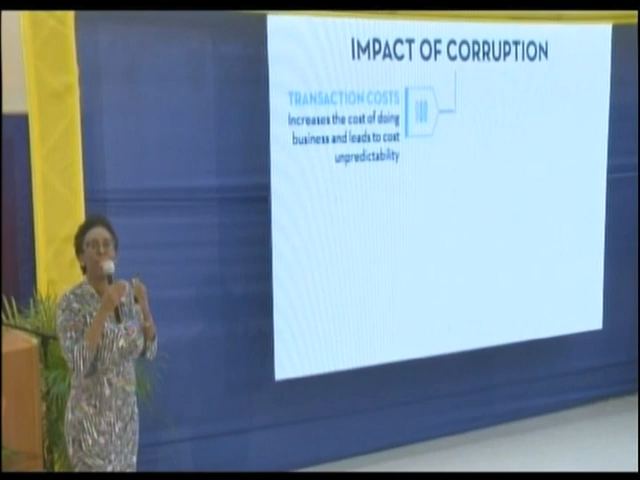 IMPACT OF CORRUPTION
TRANSACTION COSTS
Increases the cost of doing
business and leads to cost
unpredictability